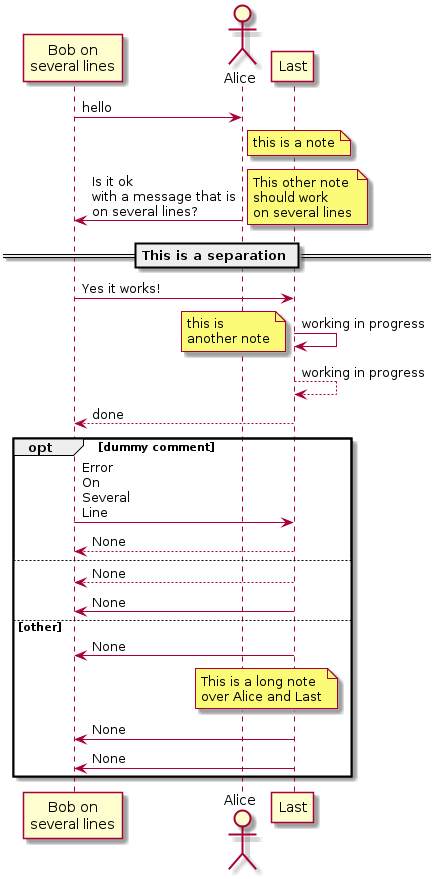 Bob on
several lines
Alice
Last
hello
this is a note
Is it ok
with a message that is
on several lines?
This other note
should work
on several lines
This is a separation
Yes it works!
this is
another note
working in progress
working in progress
done
opt
[dummy comment]
Error
On
Several
Line
None
None
None
[other]
None
This is a long note
over Alice and Last
None
None
Bob on
several lines
Alice
Last